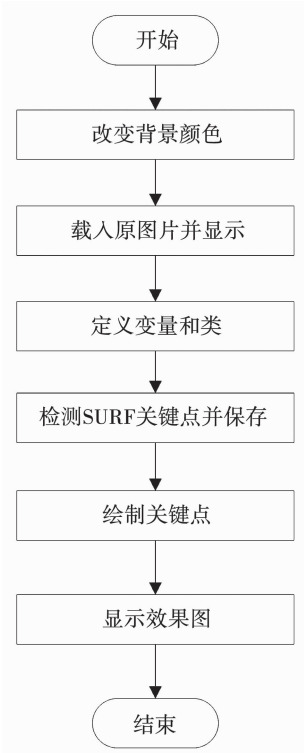 开始
改变背景颜色
载入原图片并显示
定义变量和类
检测SURF关键点并保存
绘制关键点
显示效果图
结束